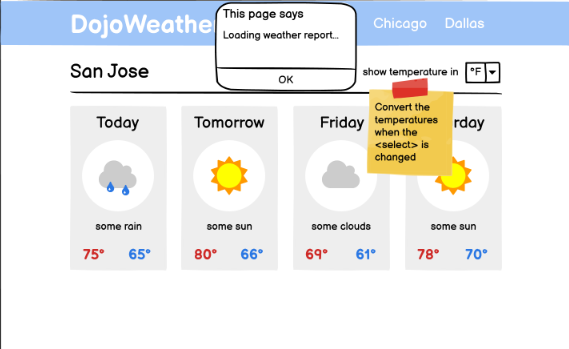 DojoWeathe
This page says
Loading weather report...
OK
Chicago
Dallas
San Jose
show temperature in
°F
Convert the
temperatures
when the
<select> is
changed
Today
Tomorrow
Friday
rday
some rain
some sun
some clouds
some sun
75° 65°
80° 66°
69° 61°
78° 70°